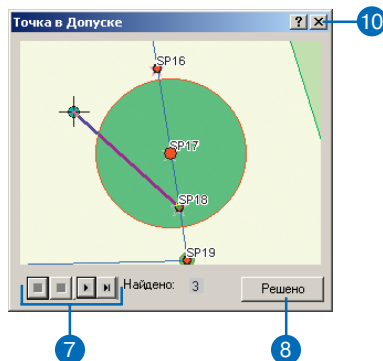 Точка в Допуске
10
SP16
SP17
SP18
SP19
Найдено: 3
Решено
7
8